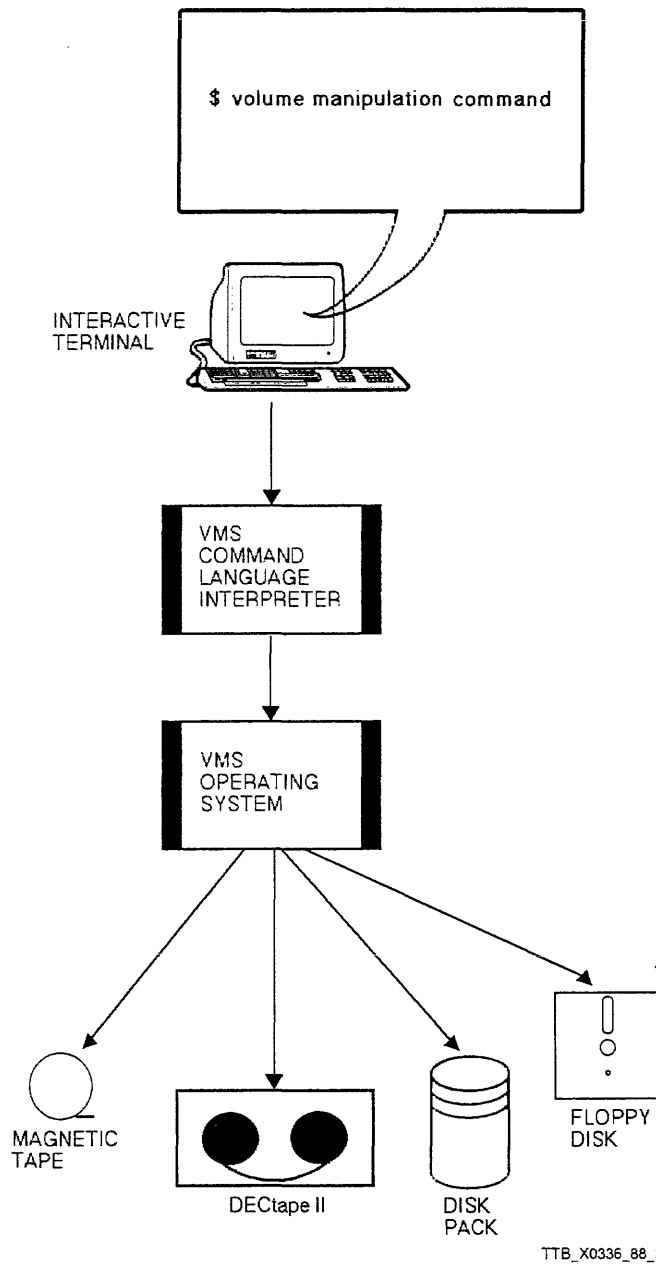 $ volume manipulation command
INTERACTIVE
TERMINAL
VMS
COMMAND
LANGUAGE
INTERPRETER
VMS
OPERATING
SYSTEM
MAGNETIC
TAPE
DECtape II
DISK
PACK
FLOPPY
DISK
TTB_X0336_88_